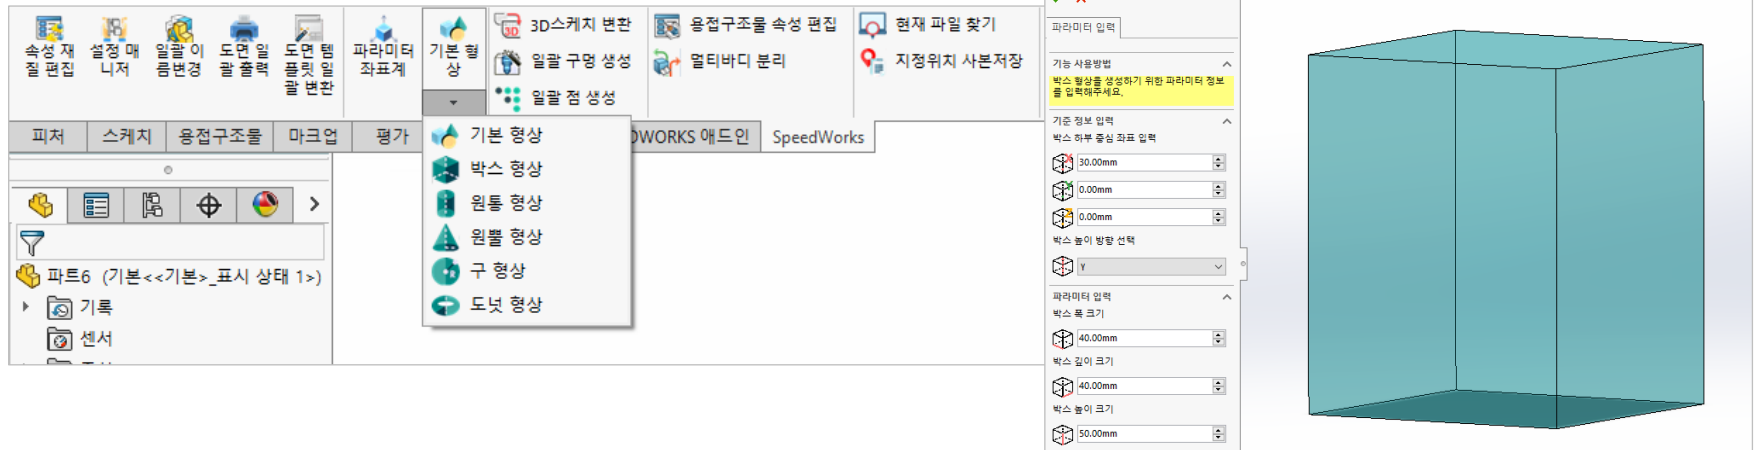 속성 재
질 편집
설정 매
니저
일괄 이
름변경
도면 일
괄 출력
도면 템
플릿 일
괄 변환
파라미터
좌표계
기본 형
상
3D스케치 변환
일괄 구멍 생성
일괄 점 생성
용접구조물 속성 편집
멀티바디 분리
현재 파일 찾기
지정위치 사본저장
피처
스케치
용접구조물
마크업
평가
WORKS 애드인
SpeedWorks
기본 형상
박스 형상
원통 형상
원뿔 형상
구 형상
도넛 형상
파트6 (기본<<기본>_표시 상태 1>)
기록
센서
파라미터 입력
기능 사용방법
박스 형상을 생성하기 위한 파라미터 정보
를 입력해주세요.
기준 정보 입력
박스 하부 중심 좌표 입력
30.00mm
0.00mm
0.00mm
박스 높이 방향 선택
Y
파라미터 입력
박스 폭 크기
40.00mm
박스 깊이 크기
40.00mm
박스 높이 크기
50.00mm